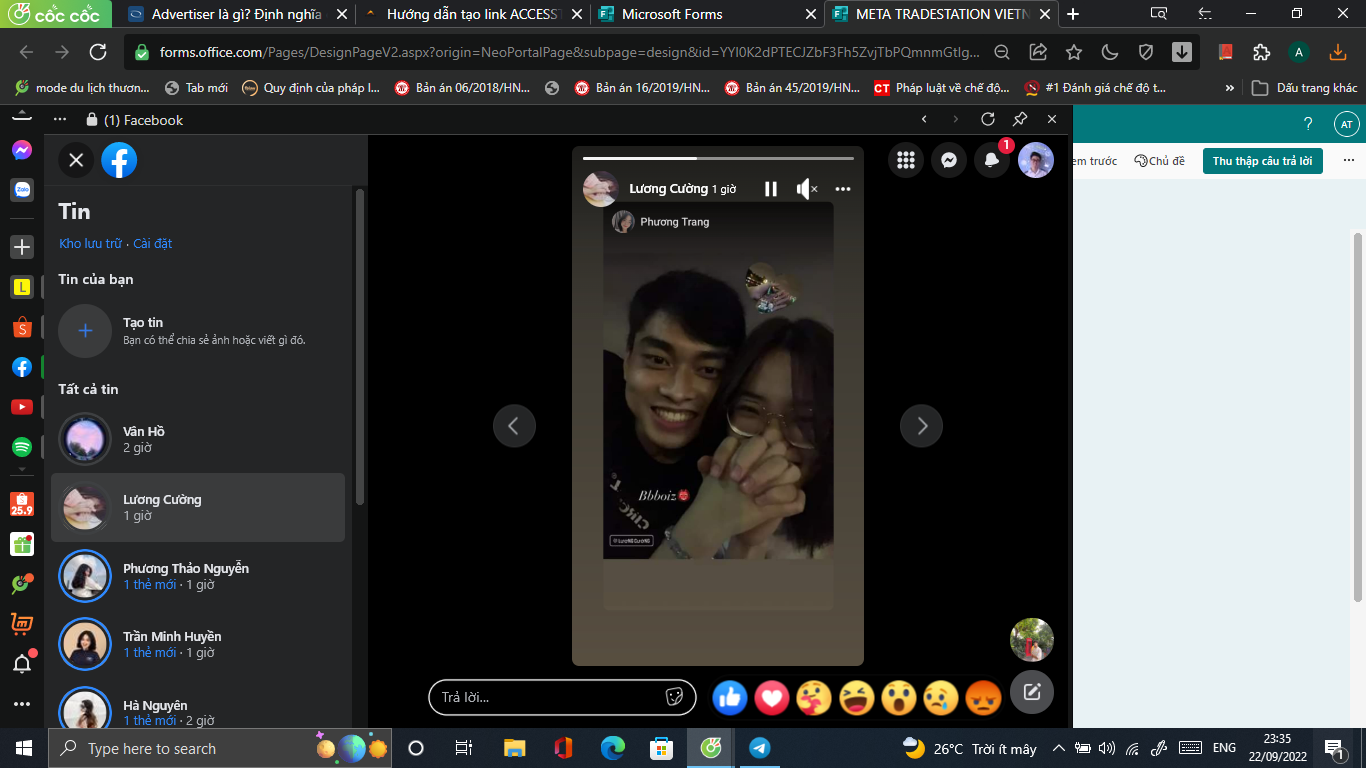 cốc cốc
Advertiser là gì? Định nghĩa
Hướng dẫn tạo link ACCESS
Microsoft Forms
META TRADESTATION VIETN
forms.office.com/Pages/DesignPageV2.aspx?origin=NeoPortalPage&subpage=design&id=YYI0K2dPTECJZbF3Fh5ZvjTbPQmnmGtIg...
A
mode du lịch thươn...
Tab mới
Quy định của pháp l...
Bản án 06/2018/HN...
Bản án 16/2019/HN...
Bản án 45/2019/HN...
CT Pháp luật về chế độ...
#1 Đánh giá chế độ t...
»
Dấu trang khác
(1) Facebook
?
AT
em trước
Chủ đề
Thu thập câu trả lời
1
Zalo
L
25.9
Tin
Kho lưu trữ · Cài đặt
Tin của bạn
Tạo tin
Bạn có thể chia sẻ ảnh hoặc viết gì đó.
Tất cả tin
Vân Hồ
2 giờ
Lương Cường
1 giờ
Phương Thảo Nguyễn
1 thẻ mới · 1 giờ
Trần Minh Huyền
1 thẻ mới · 1 giờ
Hà Nguyên
1 thẻ mới · 2 giờ
Lương Cường 1 giờ
Phương Trang
Bbboiz
LƯƠNG CƯỜNG
Trả lời...
Type here to search
26°C Trời ít mây
ENG
23:35
22/09/2022
1